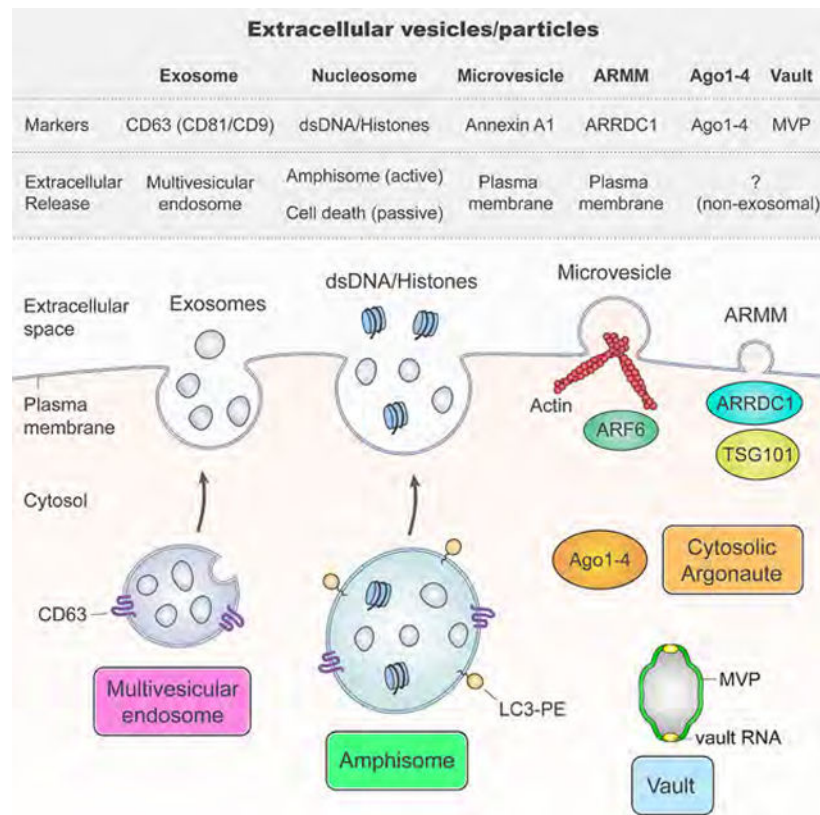 Extracellular vesicles/particles
Exosome Nucleosome Microvesicle ARMM Ago1-4 Vault
Markers CD63 (CD81/CD9) dsDNA/Histones Annexin A1 ARRDC1 Ago1-4 MVP
Extracellular Release
Multivesicular endosome
Amphisome (active)
Cell death (passive)
Plasma membrane
Plasma membrane
?
(non-exosomal)
Extracellular space
Exosomes
dsDNA/Histones
Microvesicle
ARMM
Plasma membrane
Actin
ARF6
ARRDC1
TSG101
Cytosol
Ago1-4
Cytosolic Argonaute
CD63
Multivesicular endosome
LC3-PE
Amphisome
MVP
vault RNA
Vault